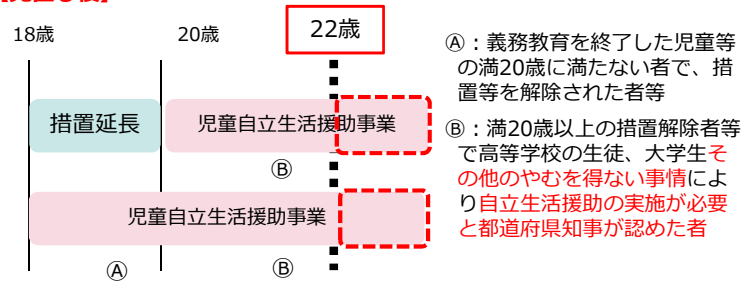 18歳
20歳
22歳
措置延長
児童自立生活援助事業
Ⓑ
児童自立生活援助事業
Ⓐ
Ⓑ
Ⓐ：義務教育を終了した児童等
の満20歳に満たない者で、措
置等を解除された者等
Ⓑ：満20歳以上の措置解除者等
で高等学校の生徒、大学生そ
の他のやむを得ない事情によ
り自立生活援助の実施が必要
と都道府県知事が認めた者